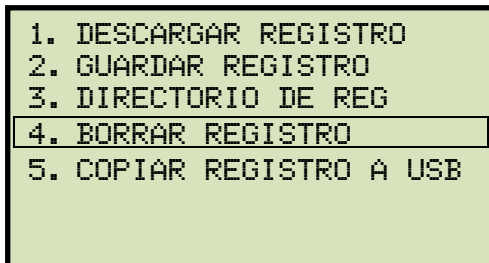 1. DESCARGAR REGISTRO
2. GUARDAR REGISTRO
3. DIRECTORIO DE REG
4. BORRAR REGISTRO
5. COPIAR REGISTRO A USB